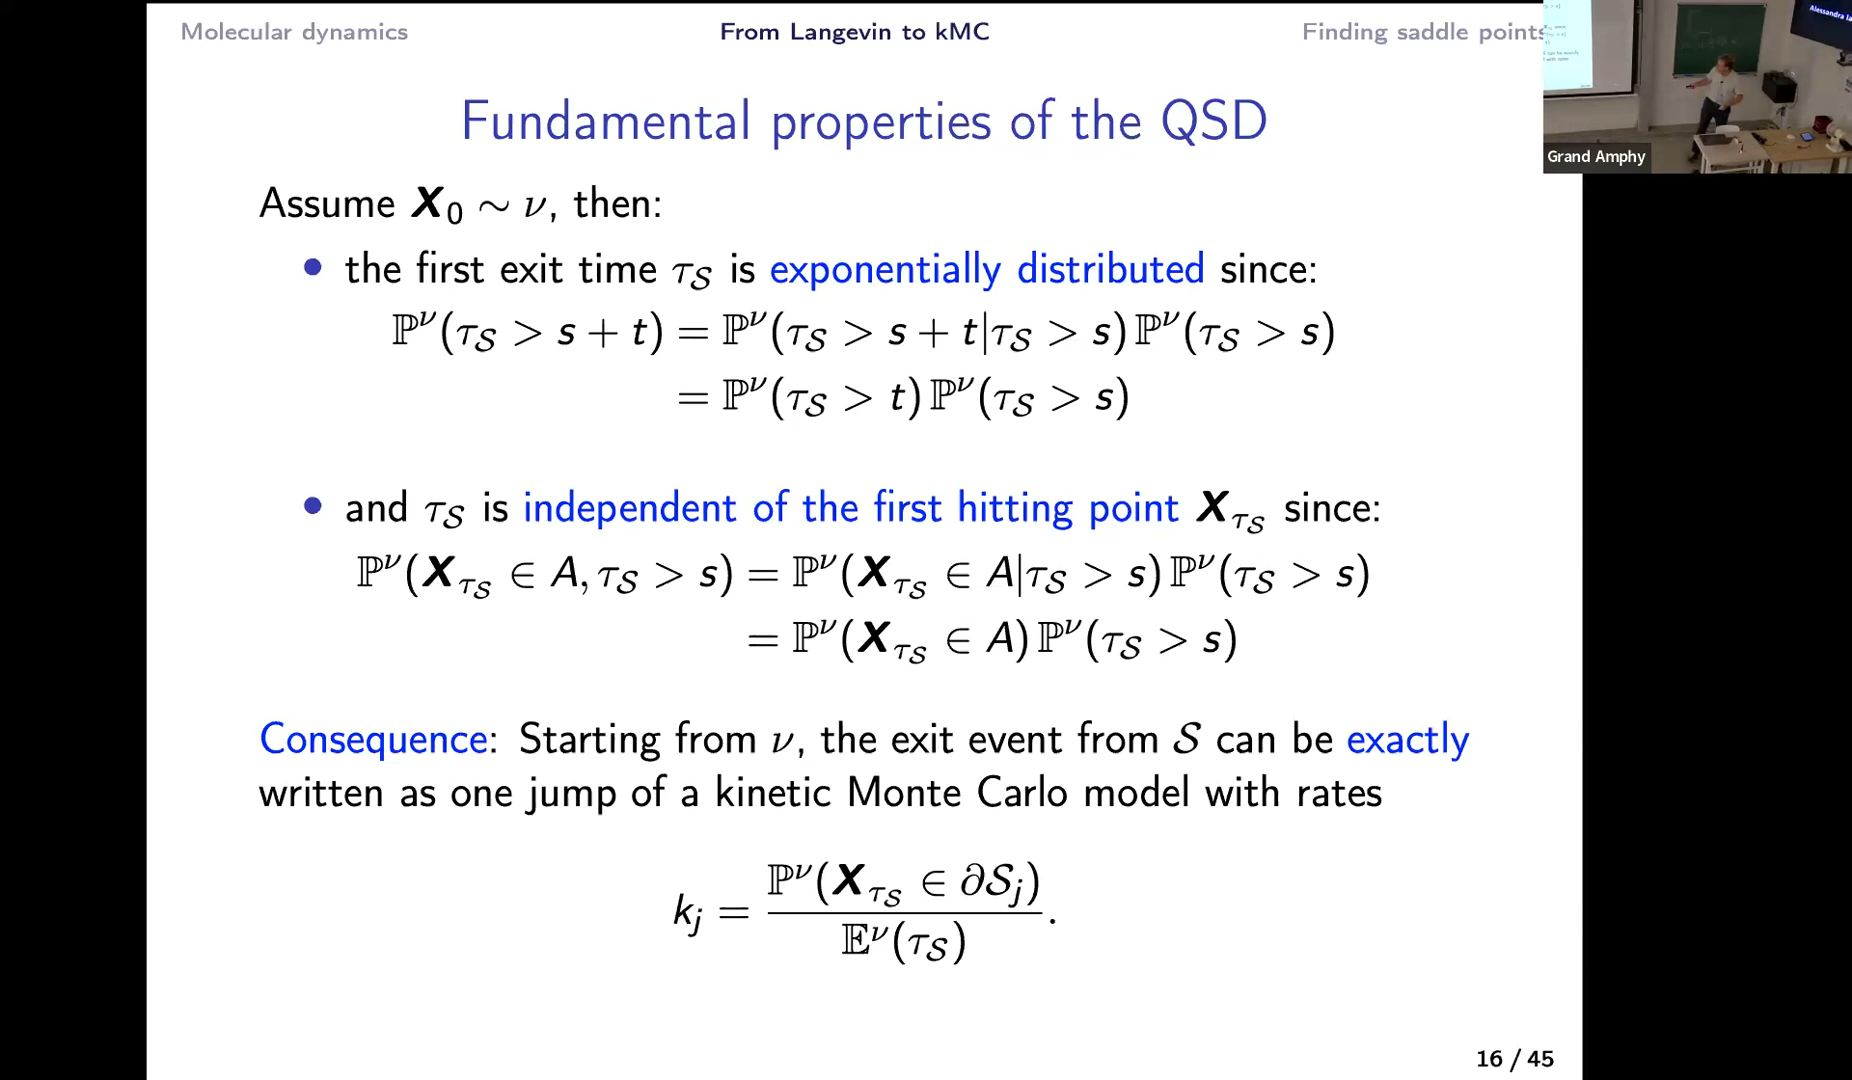 Molecular dynamics From Langevin to kMC Finding saddle points
Alessandra
Grand Amphy
Fundamental properties of the QSD
Assume X₀ ∼ ν, then:
• the first exit time τ_𝒮 is exponentially distributed since:
ℙ^ν(τ_𝒮 > s + t) = ℙ^ν(τ_𝒮 > s + t|τ_𝒮 > s)ℙ^ν(τ_𝒮 > s)
= ℙ^ν(τ_𝒮 > t)ℙ^ν(τ_𝒮 > s)
• and τ_𝒮 is independent of the first hitting point X_{τ_𝒮} since:
ℙ^ν(X_{τ_𝒮} ∈ A, τ_𝒮 > s) = ℙ^ν(X_{τ_𝒮} ∈ A|τ_𝒮 > s)ℙ^ν(τ_𝒮 > s)
= ℙ^ν(X_{τ_𝒮} ∈ A)ℙ^ν(τ_𝒮 > s)
Consequence: Starting from ν, the exit event from 𝒮 can be exactly
written as one jump of a kinetic Monte Carlo model with rates
k_j = ℙ^ν(X_{τ_𝒮} ∈ ∂𝒮_j) / 𝔼^ν(τ_𝒮).
16 / 45